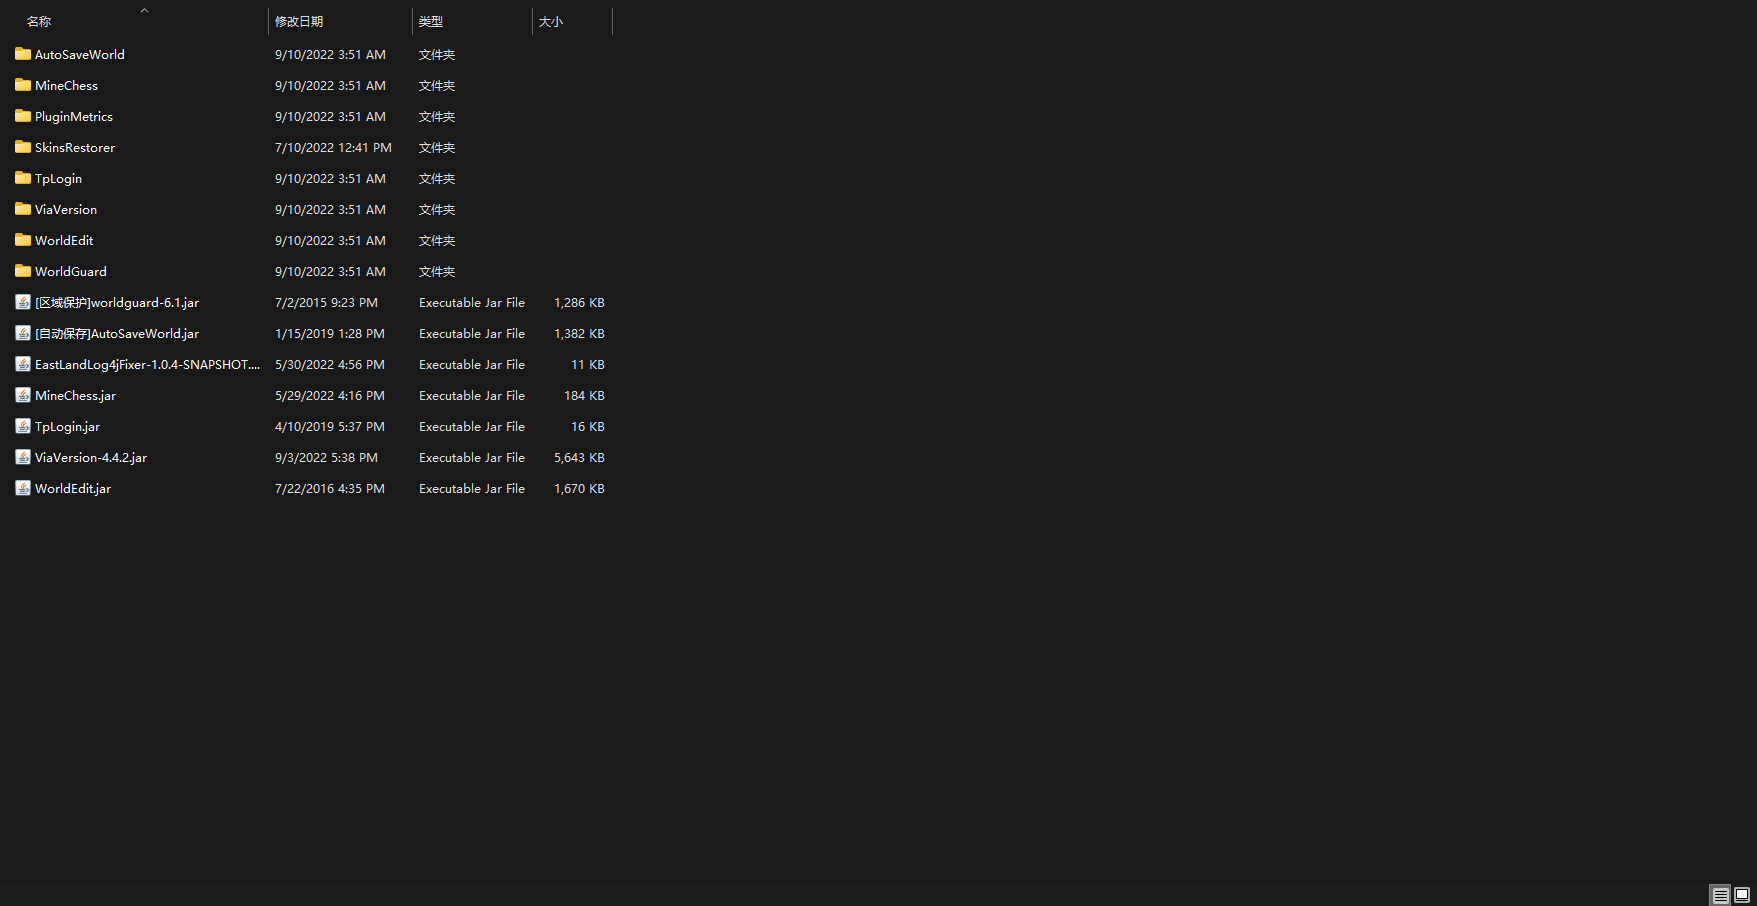 名称 修改日期 类型 大小
AutoSaveWorld 9/10/2022 3:51 AM 文件夹
MineChess 9/10/2022 3:51 AM 文件夹
PluginMetrics 9/10/2022 3:51 AM 文件夹
SkinsRestorer 7/10/2022 12:41 PM 文件夹
TpLogin 9/10/2022 3:51 AM 文件夹
ViaVersion 9/10/2022 3:51 AM 文件夹
WorldEdit 9/10/2022 3:51 AM 文件夹
WorldGuard 9/10/2022 3:51 AM 文件夹
[区域保护]worldguard-6.1.jar 7/2/2015 9:23 PM Executable Jar File 1,286 KB
[自动保存]AutoSaveWorld.jar 1/15/2019 1:28 PM Executable Jar File 1,382 KB
EastLandLog4jFixer-1.0.4-SNAPSHOT.... 5/30/2022 4:56 PM Executable Jar File 11 KB
MineChess.jar 5/29/2022 4:16 PM Executable Jar File 184 KB
TpLogin.jar 4/10/2019 5:37 PM Executable Jar File 16 KB
ViaVersion-4.4.2.jar 9/3/2022 5:38 PM Executable Jar File 5,643 KB
WorldEdit.jar 7/22/2016 4:35 PM Executable Jar File 1,670 KB